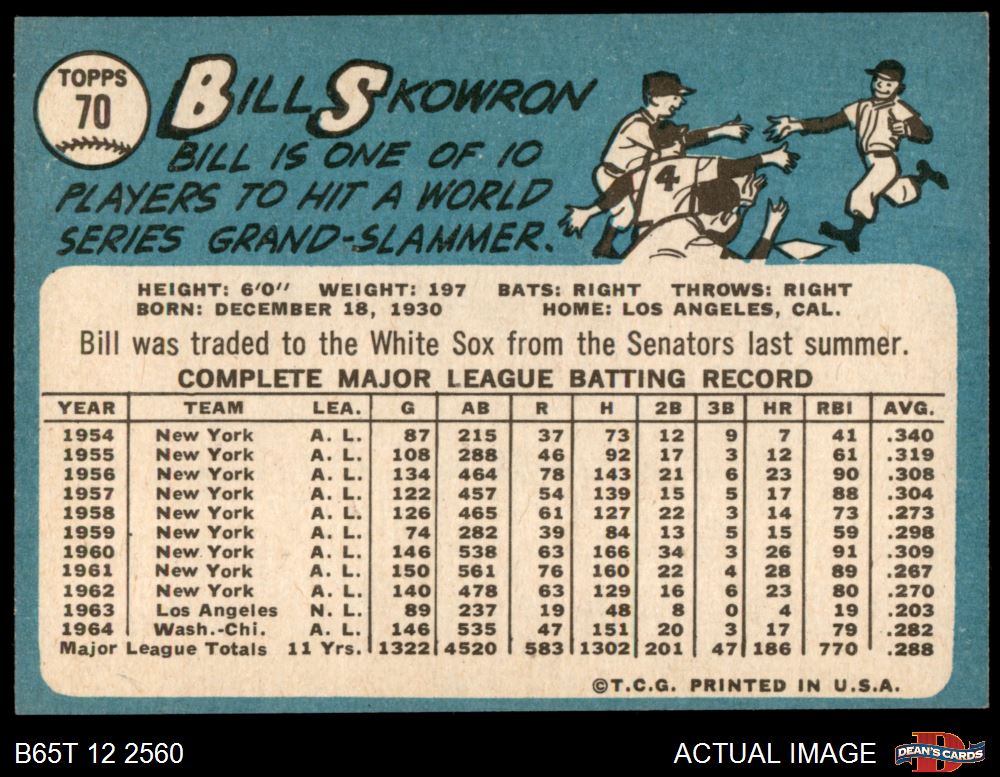 TOPPS
70
BILL SKOWRON
BILL IS ONE OF 10
PLAYERS TO HIT A WORLD
SERIES GRAND-SLAMMER.
4
HEIGHT: 6'0" WEIGHT: 197 BATS: RIGHT THROWS: RIGHT
BORN: DECEMBER 18, 1930 HOME: LOS ANGELES, CAL.
Bill was traded to the White Sox from the Senators last summer.
COMPLETE MAJOR LEAGUE BATTING RECORD
YEAR TEAM LEA. G AB R H 2B 3B HR RBI AVG.
1954 New York A. L. 87 215 37 73 12 9 7 41 .340
1955 New York A. L. 108 288 46 92 17 3 12 61 .319
1956 New York A. L. 134 464 78 143 21 6 23 90 .308
1957 New York A. L. 122 457 54 139 15 5 17 88 .304
1958 New York A. L. 126 465 61 127 22 3 14 73 .273
1959 New York A. L. 74 282 39 84 13 5 15 59 .298
1960 New York A. L. 146 538 63 166 34 3 26 91 .309
1961 New York A. L. 150 561 76 160 22 4 28 89 .267
1962 New York A. L. 140 478 63 129 16 6 23 80 .270
1963 Los Angeles N. L. 89 237 19 48 8 0 4 19 .203
1964 Wash.-Chi. A. L. 146 535 47 151 20 3 17 79 .282
Major League Totals 11 Yrs. 1322 4520 583 1302 201 47 186 770 .288
©T.C.G. PRINTED IN U.S.A.
B65T 12 2560
ACTUAL IMAGE
D
DEAN'S CARDS